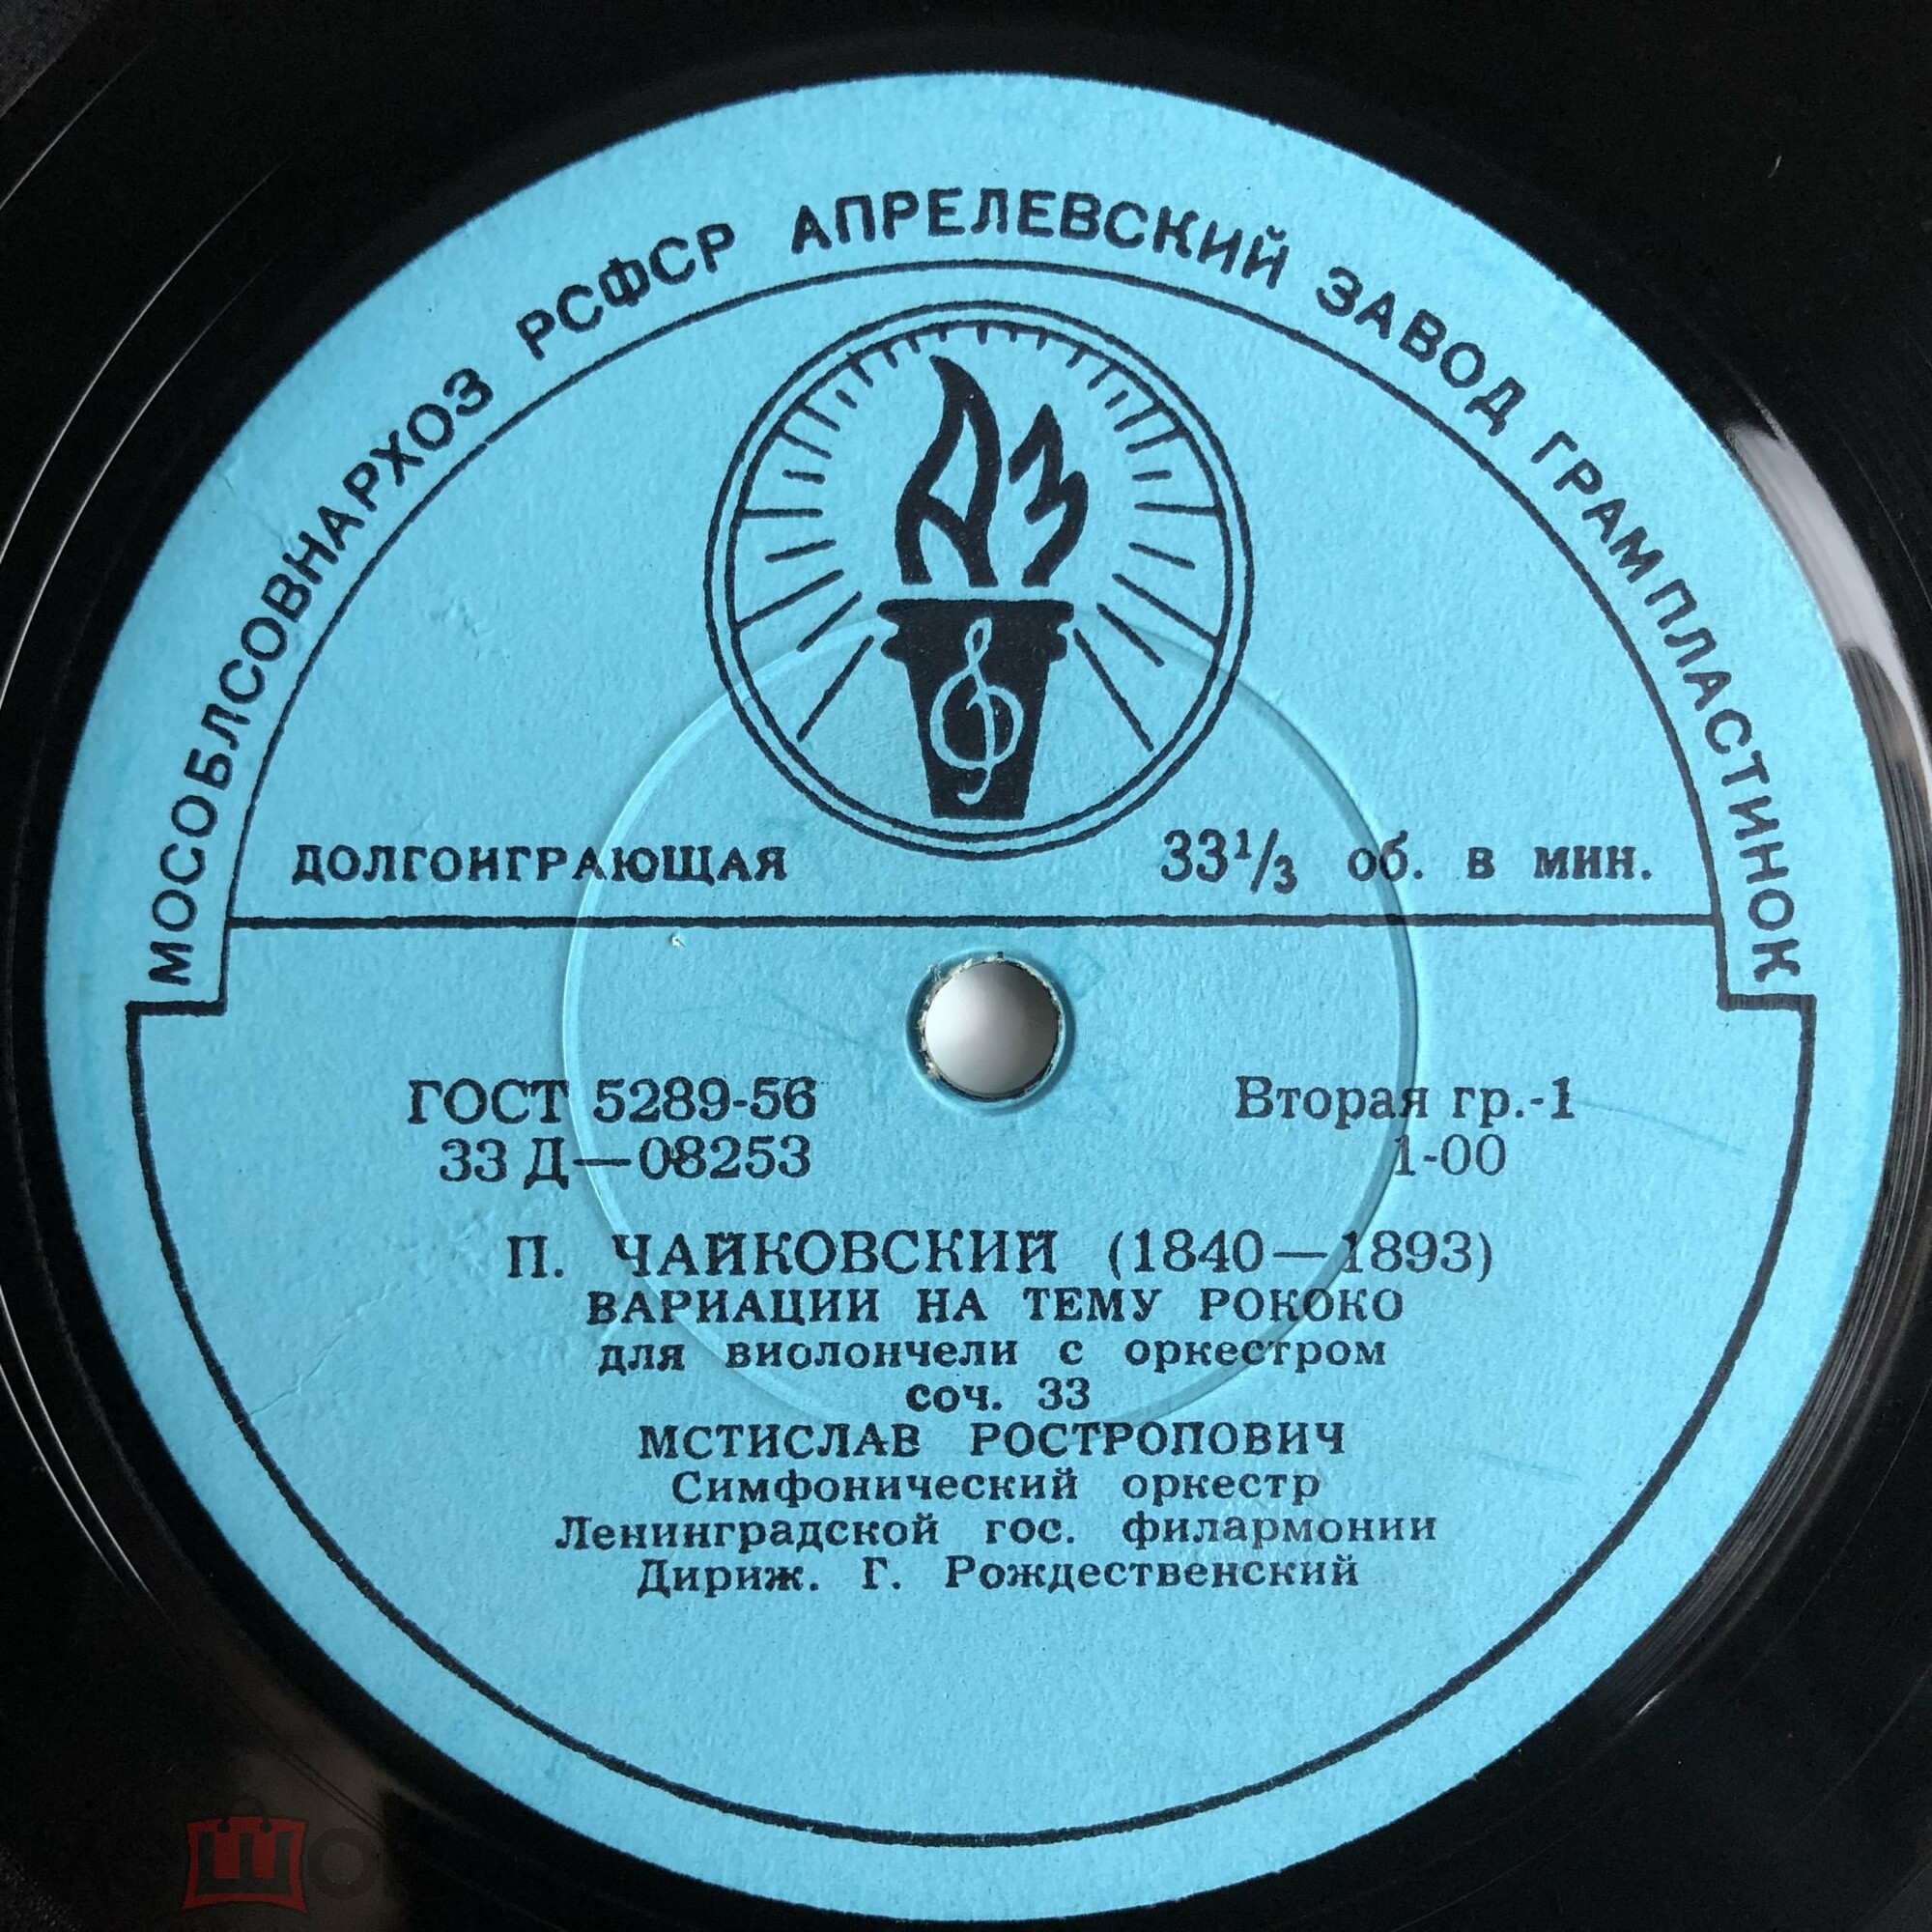 МОСОБЛСОВНАРХОЗ РСФСР АПРЕЛЕВСКИЙ ЗАВОД ГРАМПЛАСТИНОК
АЗ
ДОЛГОИГРАЮЩАЯ 33⅓ об. в мин.
ГОСТ 5289-56 Вторая гр.-1
33 Д—08253 1-00
П. ЧАЙКОВСКИЙ (1840—1893)
ВАРИАЦИИ НА ТЕМУ РОКОКО
для виолончели с оркестром
соч. 33
МСТИСЛАВ РОСТРОПОВИЧ
Симфонический оркестр
Ленинградской гос. филармонии
Дириж. Г. Рождественский